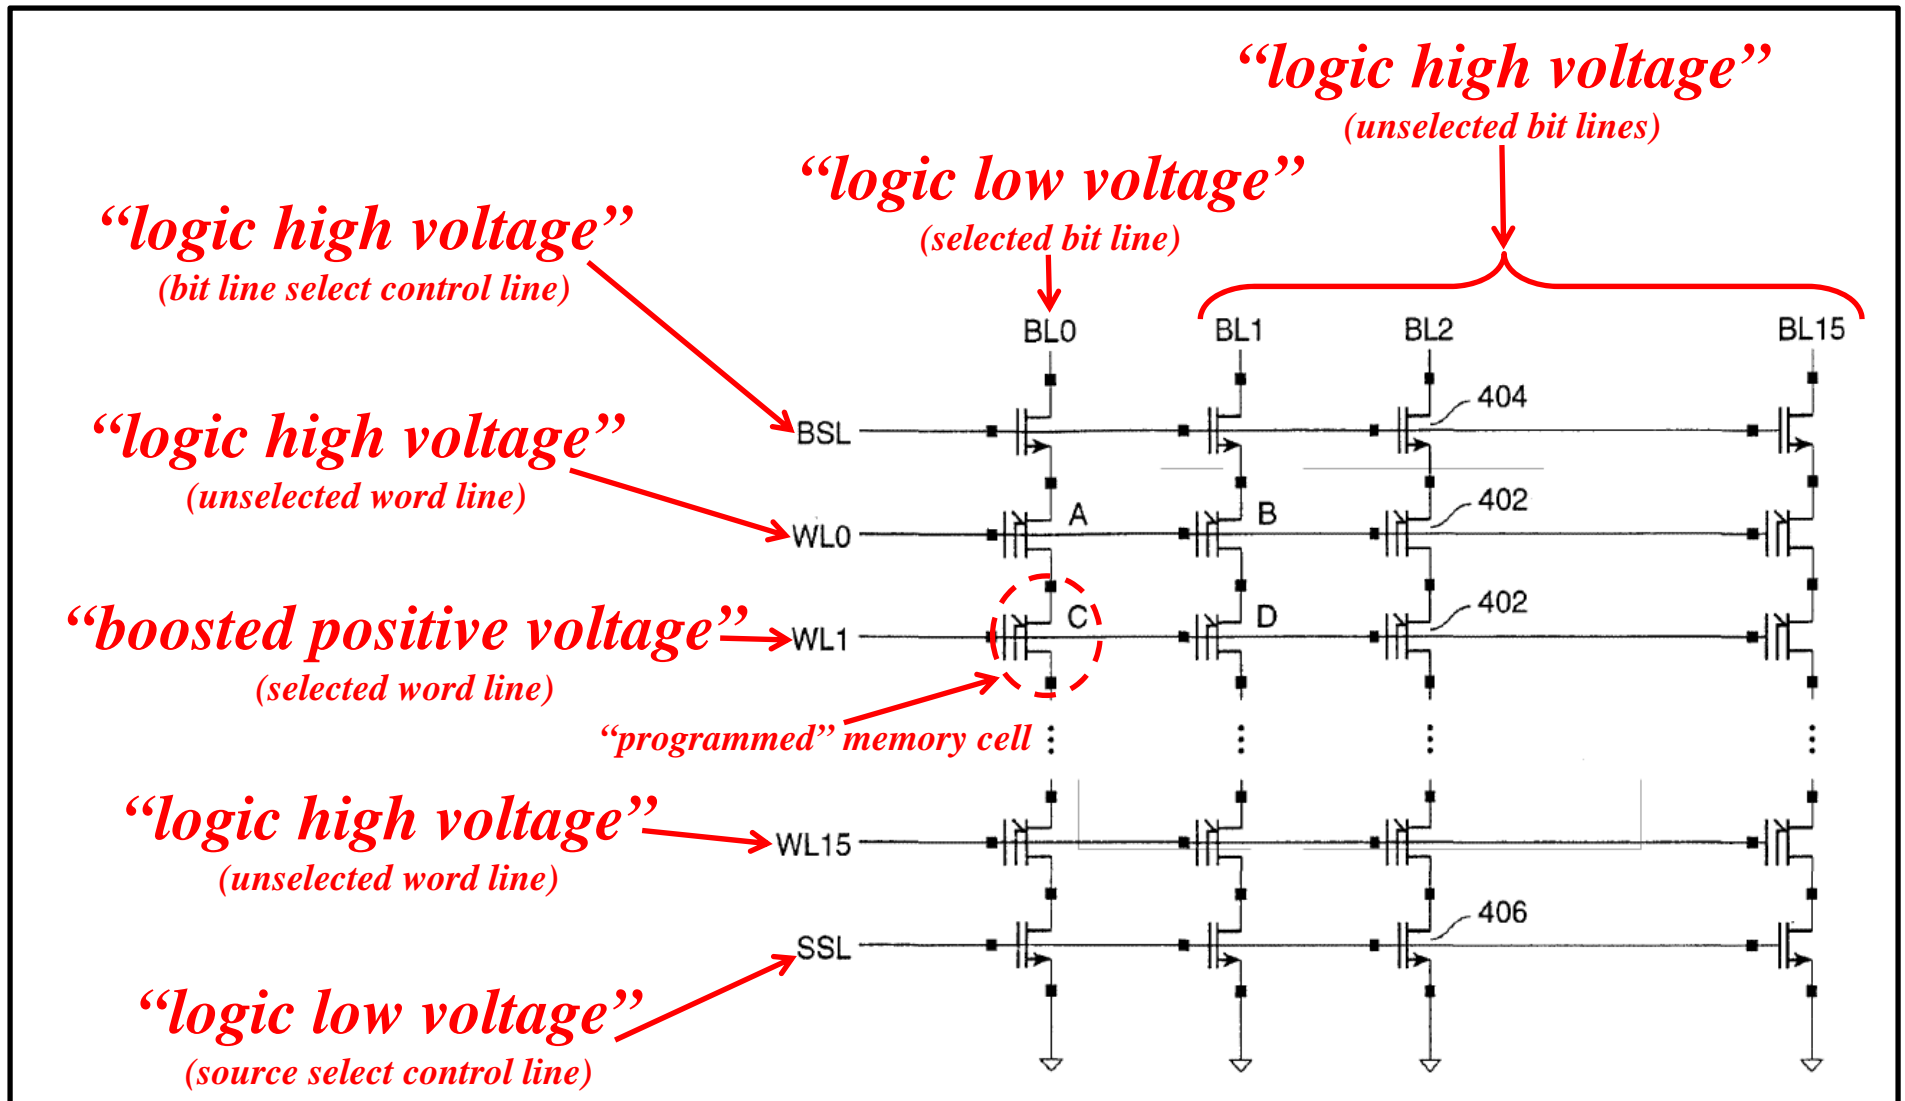 “logic high voltage”
(unselected bit lines)
“logic low voltage”
(selected bit line)
“logic high voltage”
(bit line select control line)
BL0 BL1 BL2 BL15
404
BSL
“logic high voltage”
(unselected word line)
402
A B
WL0
“boosted positive voltage”
(selected word line)
402
C D
WL1
“programmed” memory cell
“logic high voltage”
(unselected word line)
WL15
406
SSL
“logic low voltage”
(source select control line)